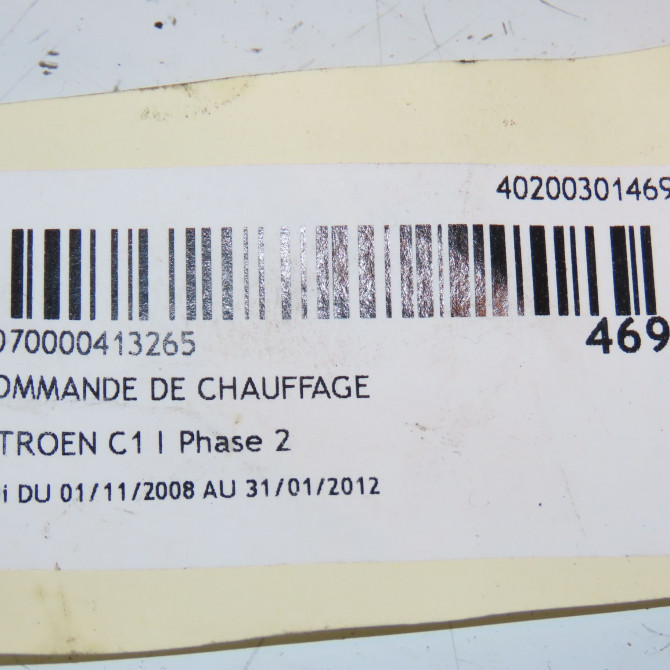 40200301469
070000413265
469
OMMANDE DE CHAUFFAGE
TROEN C1 I Phase 2
i DU 01/11/2008 AU 31/01/2012